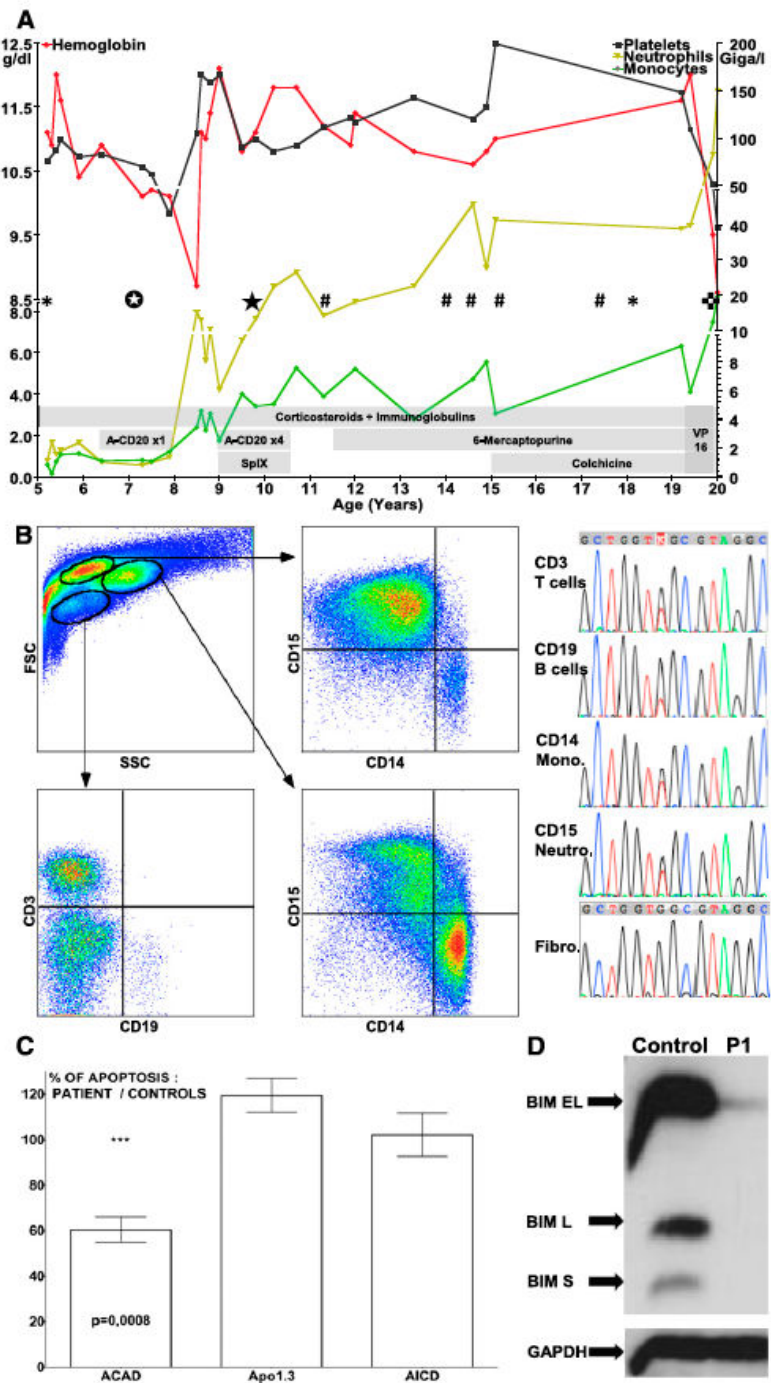 A
12.5
g/dl
Hemoglobin
Platelets
Neutrophils
Monocytes
200
Giga/l
11.5
150
100
10.5
50
9.5
40
30
8.5
*
#
#
#
#
#
*
20
8.0
10
6.0
8
6
4.0
4
Corticosteroids + Immunoglobulins
A-CD20 x1
A-CD20 x4
6-Mercaptopurine
VP
16
2.0
2
SplX
Colchicine
0.0
0
5 6 7 8 9 10 11 12 13 14 15 16 17 18 19 20
Age (Years)
B
FSC
SSC
CD15
CD14
CD3
CD19
CD15
CD14
G C T G G T K G C G T A G G C
CD3
T cells
CD19
B cells
CD14
Mono.
CD15
Neutro.
G C T G G T G G C G T A G G C
Fibro.
C
% OF APOPTOSIS :
PATIENT / CONTROLS
120
100
80
60
40
20
0
***
p=0,0008
ACAD
Apo1.3
AICD
D
Control P1
BIM EL
BIM L
BIM S
GAPDH